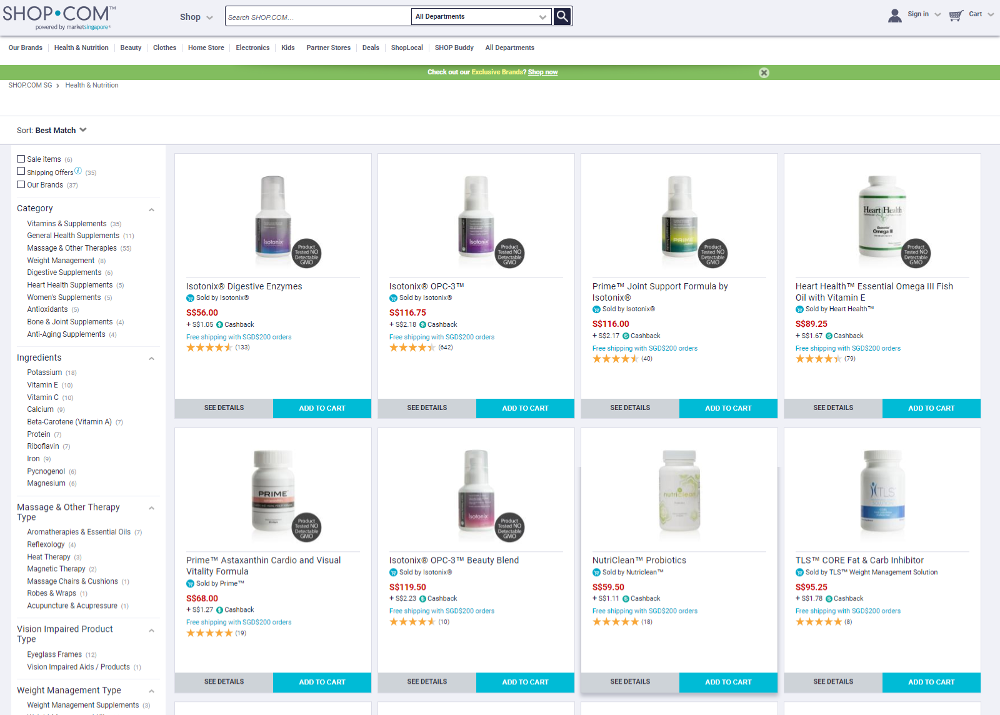 SHOP•COM™
powered by marketsingapore®
Shop
Search SHOP.COM...
All Departments
Sign in
Cart
Our Brands
Health & Nutrition
Beauty
Clothes
Home Store
Electronics
Kids
Partner Stores
Deals
ShopLocal
SHOP Buddy
All Departments
Check out our Exclusive Brands? Shop now
SHOP.COM SG › Health & Nutrition
Sort: Best Match
Sale items (6)
Shipping Offers i (35)
Our Brands (37)
Category
Vitamins & Supplements (35)
General Health Supplements (11)
Massage & Other Therapies (55)
Weight Management (8)
Digestive Supplements (6)
Heart Health Supplements (5)
Women's Supplements (5)
Antioxidants (5)
Bone & Joint Supplements (4)
Anti-Aging Supplements (4)
Ingredients
Potassium (18)
Vitamin E (10)
Vitamin C (10)
Calcium (9)
Beta-Carotene (Vitamin A) (7)
Protein (7)
Riboflavin (7)
Iron (9)
Pycnogenol (6)
Magnesium (6)
Massage & Other Therapy
Type
Aromatherapies & Essential Oils (7)
Reflexology (4)
Heat Therapy (3)
Magnetic Therapy (2)
Massage Chairs & Cushions (1)
Robes & Wraps (1)
Acupuncture & Acupressure (1)
Vision Impaired Product
Type
Eyeglass Frames (12)
Vision Impaired Aids / Products (1)
Weight Management Type
Weight Management Supplements (3)
Isotonix
Product
Tested NO
Detectable
GMO
Isotonix® Digestive Enzymes
Sold by Isotonix®
S$56.00
+ S$1.05 Cashback
Free shipping with SGD$200 orders
(133)
SEE DETAILS
ADD TO CART
Isotonix
Product
Tested NO
Detectable
GMO
Isotonix® OPC-3™
Sold by Isotonix®
S$116.75
+ S$2.18 Cashback
Free shipping with SGD$200 orders
(642)
SEE DETAILS
ADD TO CART
PRIME
Product
Tested NO
Detectable
GMO
Prime™ Joint Support Formula by
Isotonix®
Sold by Isotonix®
S$116.00
+ S$2.17 Cashback
Free shipping with SGD$200 orders
(40)
SEE DETAILS
ADD TO CART
Heart Health
Essential
Omega III
Product
Tested NO
Detectable
GMO
Heart Health™ Essential Omega III Fish
Oil with Vitamin E
Sold by Heart Health™
S$89.25
+ S$1.67 Cashback
Free shipping with SGD$200 orders
(79)
SEE DETAILS
ADD TO CART
PRIME
Product
Tested NO
Detectable
GMO
Prime™ Astaxanthin Cardio and Visual
Vitality Formula
Sold by Prime™
S$68.00
+ S$1.27 Cashback
Free shipping with SGD$200 orders
(19)
SEE DETAILS
ADD TO CART
Isotonix
Product
Tested NO
Detectable
GMO
Isotonix® OPC-3™ Beauty Blend
Sold by Isotonix®
S$119.50
+ S$2.23 Cashback
Free shipping with SGD$200 orders
(10)
SEE DETAILS
ADD TO CART
nutriclean
NutriClean™ Probiotics
Sold by Nutriclean™
S$59.50
+ S$1.11 Cashback
Free shipping with SGD$200 orders
(18)
SEE DETAILS
ADD TO CART
TLS
CORE
TLS™ CORE Fat & Carb Inhibitor
Sold by TLS™ Weight Management Solution
S$95.25
+ S$1.78 Cashback
Free shipping with SGD$200 orders
(8)
SEE DETAILS
ADD TO CART